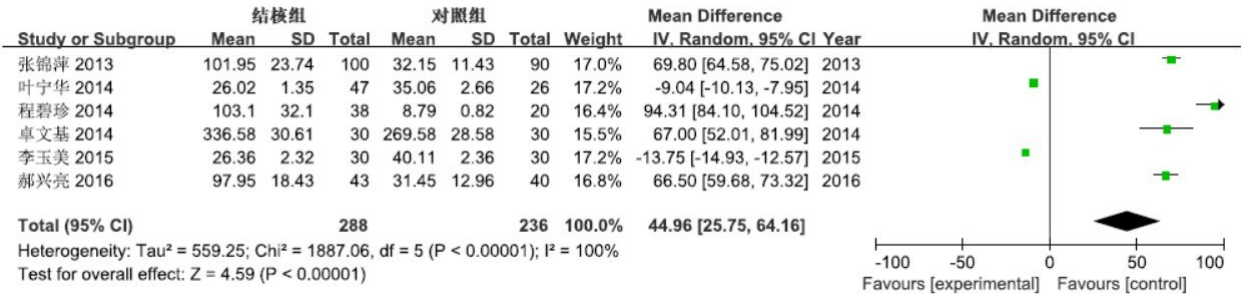 结核组 对照组 Mean Difference Mean Difference
Study or Subgroup Mean SD Total Mean SD Total Weight IV, Random, 95% CI Year IV, Random, 95% CI
张锦萍 2013 101.95 23.74 100 32.15 11.43 90 17.0% 69.80 [64.58, 75.02] 2013
叶宁华 2014 26.02 1.35 47 35.06 2.66 26 17.2% -9.04 [-10.13, -7.95] 2014
程碧珍 2014 103.1 32.1 38 8.79 0.82 20 16.4% 94.31 [84.10, 104.52] 2014
卓文基 2014 336.58 30.61 30 269.58 28.58 30 15.5% 67.00 [52.01, 81.99] 2014
李玉美 2015 26.36 2.32 30 40.11 2.36 30 17.2% -13.75 [-14.93, -12.57] 2015
郝兴亮 2016 97.95 18.43 43 31.45 12.96 40 16.8% 66.50 [59.68, 73.32] 2016
Total (95% CI) 288 236 100.0% 44.96 [25.75, 64.16]
Heterogeneity: Tau² = 559.25; Chi² = 1887.06, df = 5 (P < 0.00001); I² = 100%
Test for overall effect: Z = 4.59 (P < 0.00001)
-100 -50 0 50 100
Favours [experimental] Favours [control]